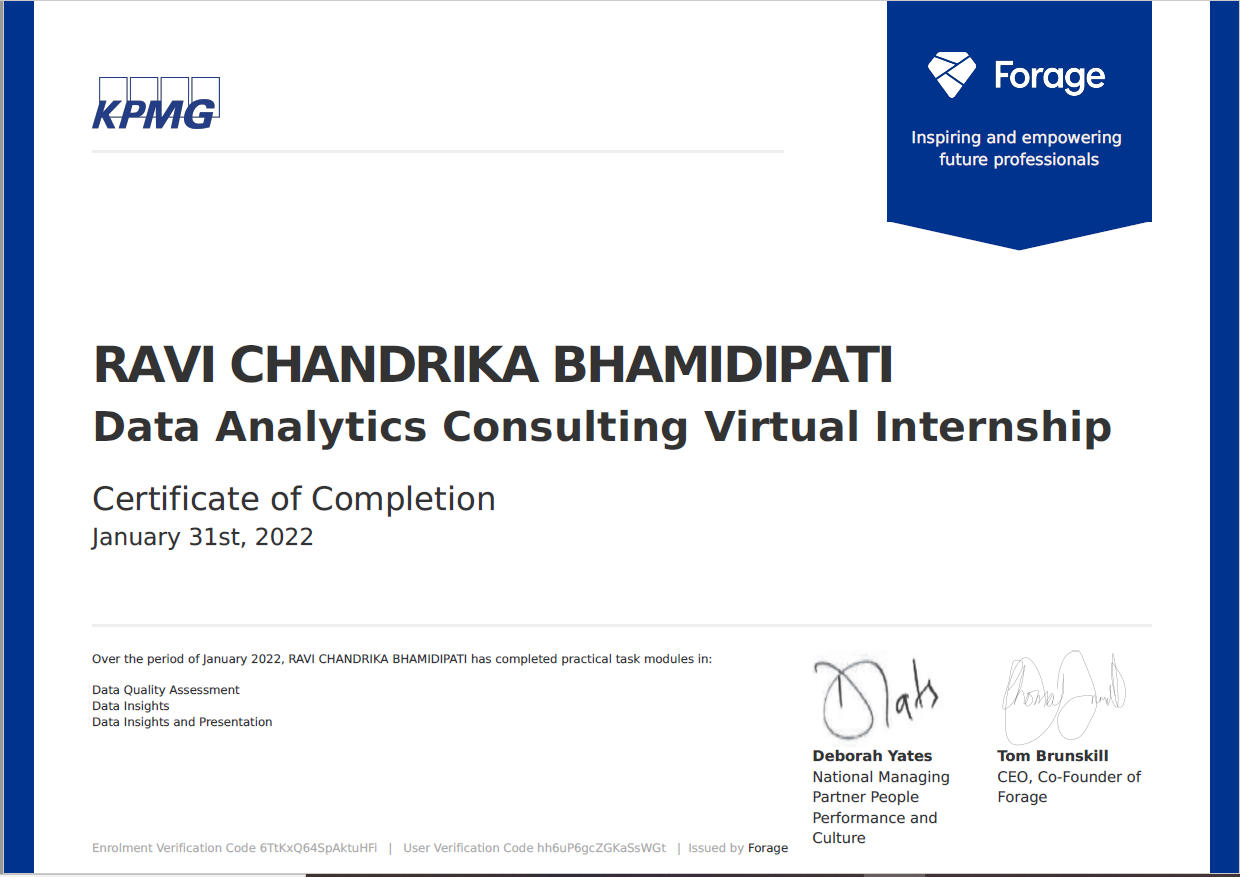 KPMG
Forage
Inspiring and empowering
future professionals
RAVI CHANDRIKA BHAMIDIPATI
Data Analytics Consulting Virtual Internship
Certificate of Completion
January 31st, 2022
Over the period of January 2022, RAVI CHANDRIKA BHAMIDIPATI has completed practical task modules in:
Data Quality Assessment
Data Insights
Data Insights and Presentation
Deborah Yates
National Managing
Partner People
Performance and
Culture
Tom Brunskill
CEO, Co-Founder of
Forage
Enrolment Verification Code 6TtKxQ64SpAktuHFi | User Verification Code hh6uP6gcZGKaSsWGt | Issued by Forage